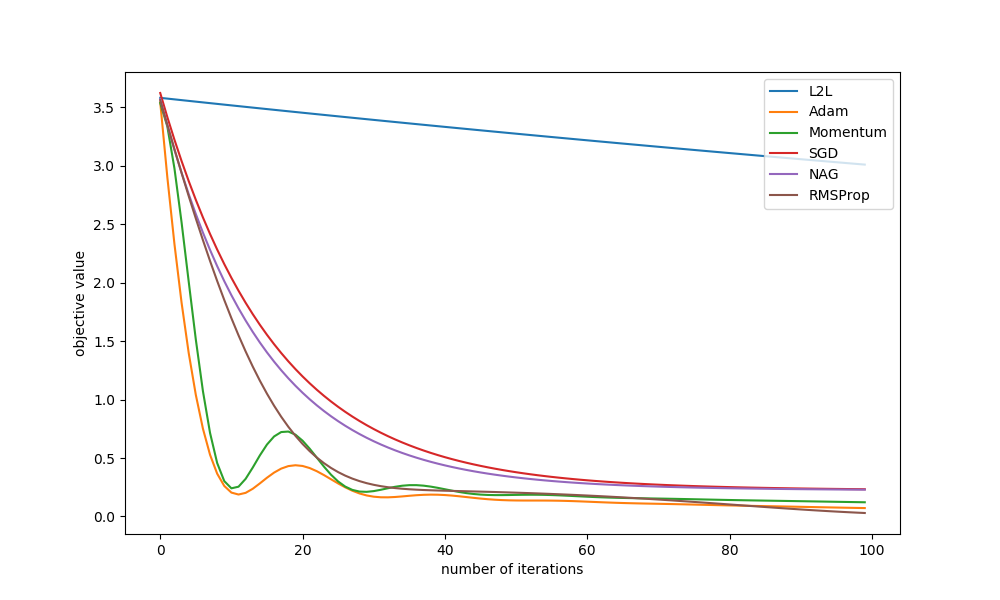 L2L
Adam
Momentum
SGD
NAG
RMSProp
3.5
3.0
2.5
2.0
1.5
1.0
0.5
0.0
objective value
0 20 40 60 80 100
number of iterations